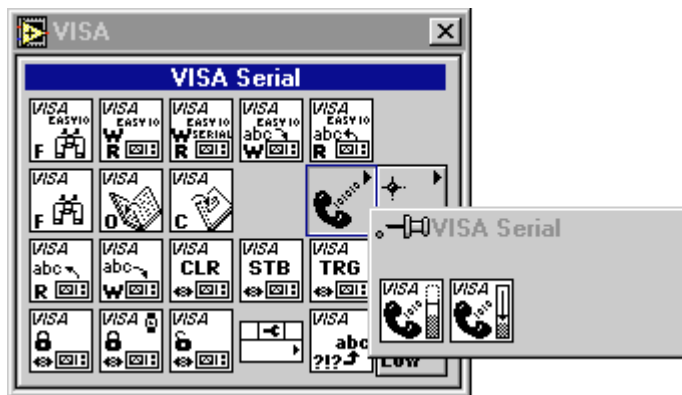 VISA
VISA Serial
VISA EASY IO F
VISA EASY IO W R
VISA EASY IO W SERIAL R
VISA EASY IO abc W
VISA EASY IO abc R
VISA F
VISA O
VISA C
VISA Serial
VISA abc R
VISA abc W
VISA CLR
VISA STB
VISA TRG
VISA
VISA
VISA
VISA
VISA
VISA abc ?!?